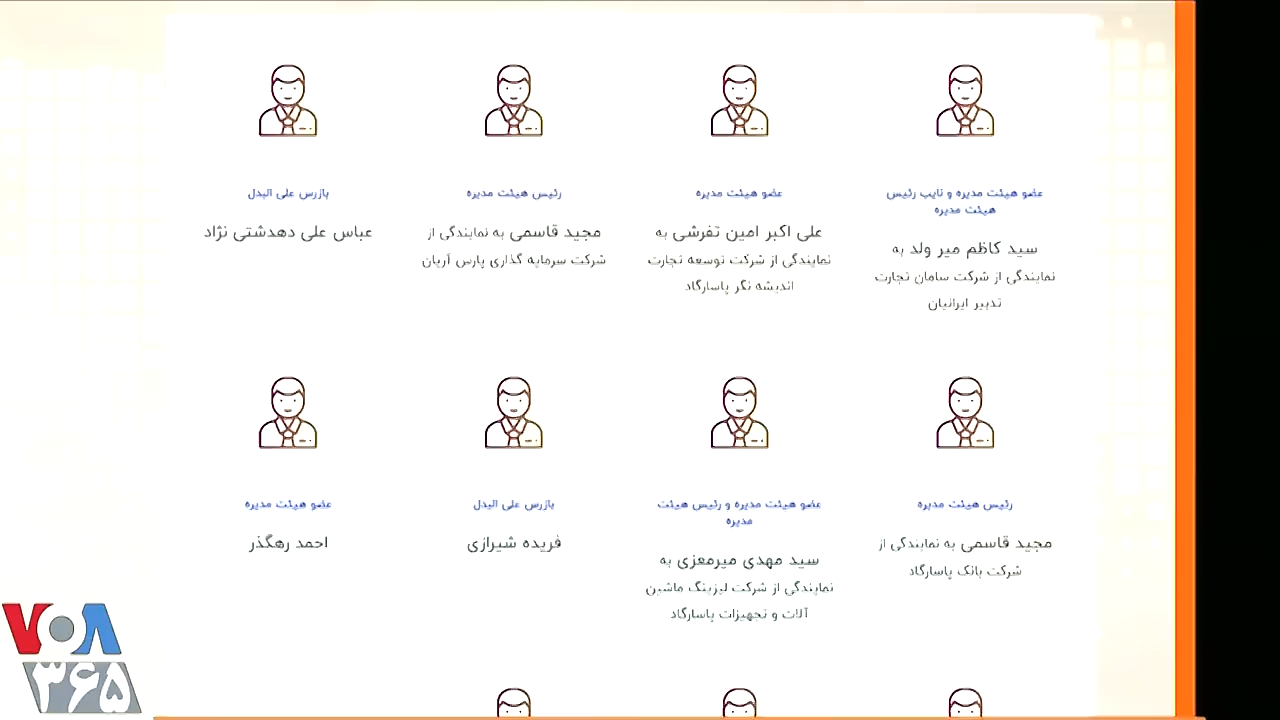 عضو هیئت مدیره و نایب رئیس
هیئت مدیره
سید کاظم میر ولد به
نمایندگی از شرکت سامان تجارت
تدبیر ایرانیان
عضو هیئت مدیره
علی اکبر امین تفرشی به
نمایندگی از شرکت توسعه تجارت
اندیشه نگر پاسارگاد
رئیس هیئت مدیره
مجید قاسمی به نمایندگی از
شرکت سرمایه گذاری پارس آریان
بازرس علی البدل
عباس علی دهدشتی نژاد
رئیس هیئت مدیره
مجید قاسمی به نمایندگی از
شرکت بانک پاسارگاد
عضو هیئت مدیره و رئیس هیئت
مدیره
سید مهدی میرمعزی به
نمایندگی از شرکت لیزینگ ماشین
آلات و تجهیزات پاسارگاد
بازرس علی البدل
فریده شیرازی
عضو هیئت مدیره
احمد رهگذر
VOA
۳۶۵